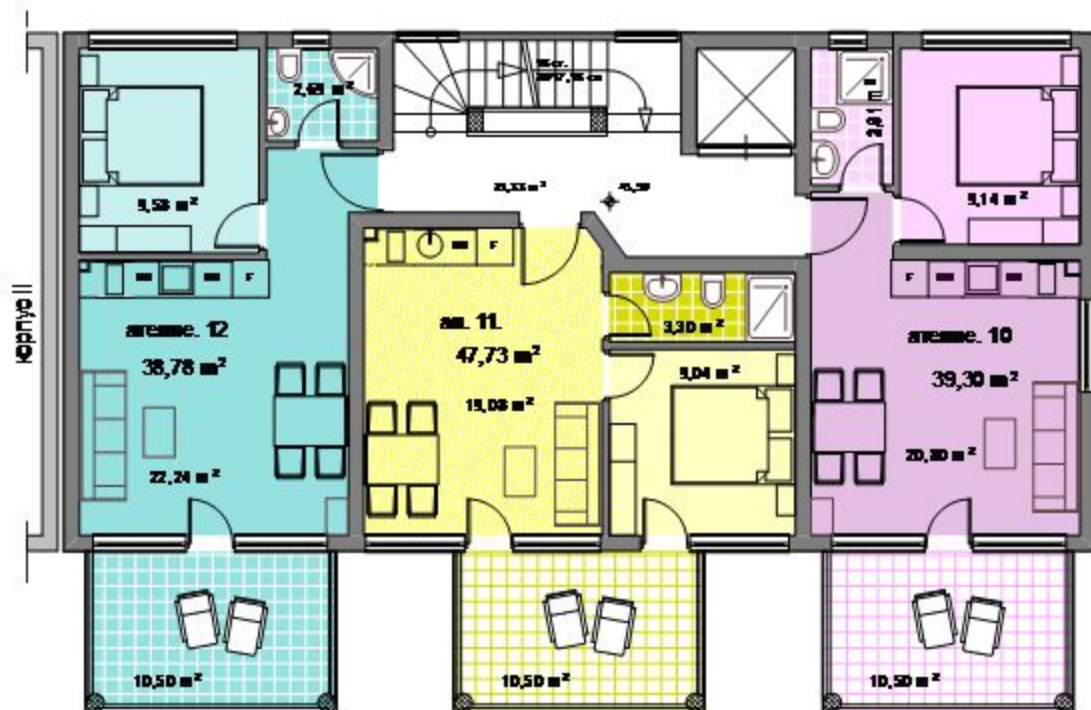 2,69 m²
9,58 m²
9,14 m²
корпус II
ателие. 12
38,78 m²
22,24 m²
F
ап. 11.
47,73 m²
19,08 m²
F
3,30 m²
9,04 m²
F
ателие. 10
39,30 m²
20,80 m²
10,50 m²
10,50 m²
10,50 m²